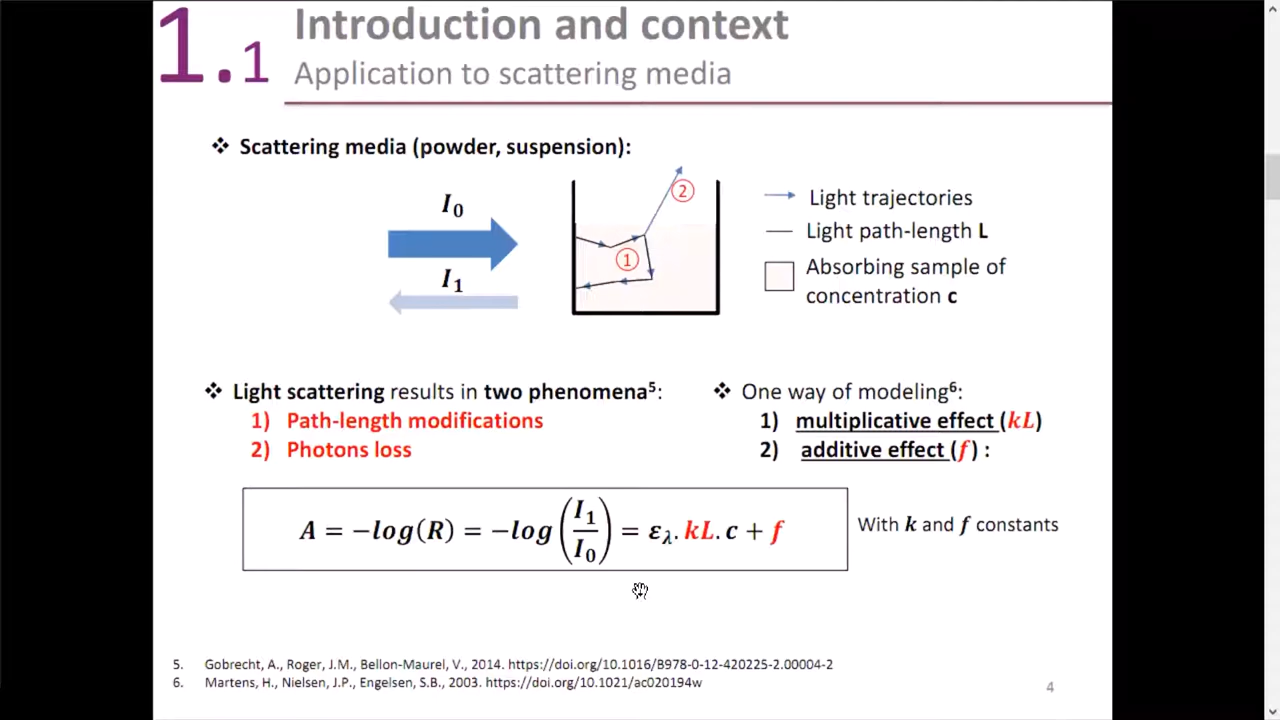 1.1
Introduction and context
Application to scattering media
❖ Scattering media (powder, suspension):
I₀
I₁
①
②
Light trajectories
Light path-length L
Absorbing sample of
concentration c
❖ Light scattering results in two phenomena⁵:
1) Path-length modifications
2) Photons loss
❖ One way of modeling⁶:
1) multiplicative effect (kL)
2) additive effect (f) :
A = −log(R) = −log(I₁/I₀) = ε_λ. kL. c + f
With k and f constants
5. Gobrecht, A., Roger, J.M., Bellon-Maurel, V., 2014. https://doi.org/10.1016/B978-0-12-420225-2.00004-2
6. Martens, H., Nielsen, J.P., Engelsen, S.B., 2003. https://doi.org/10.1021/ac020194w
4